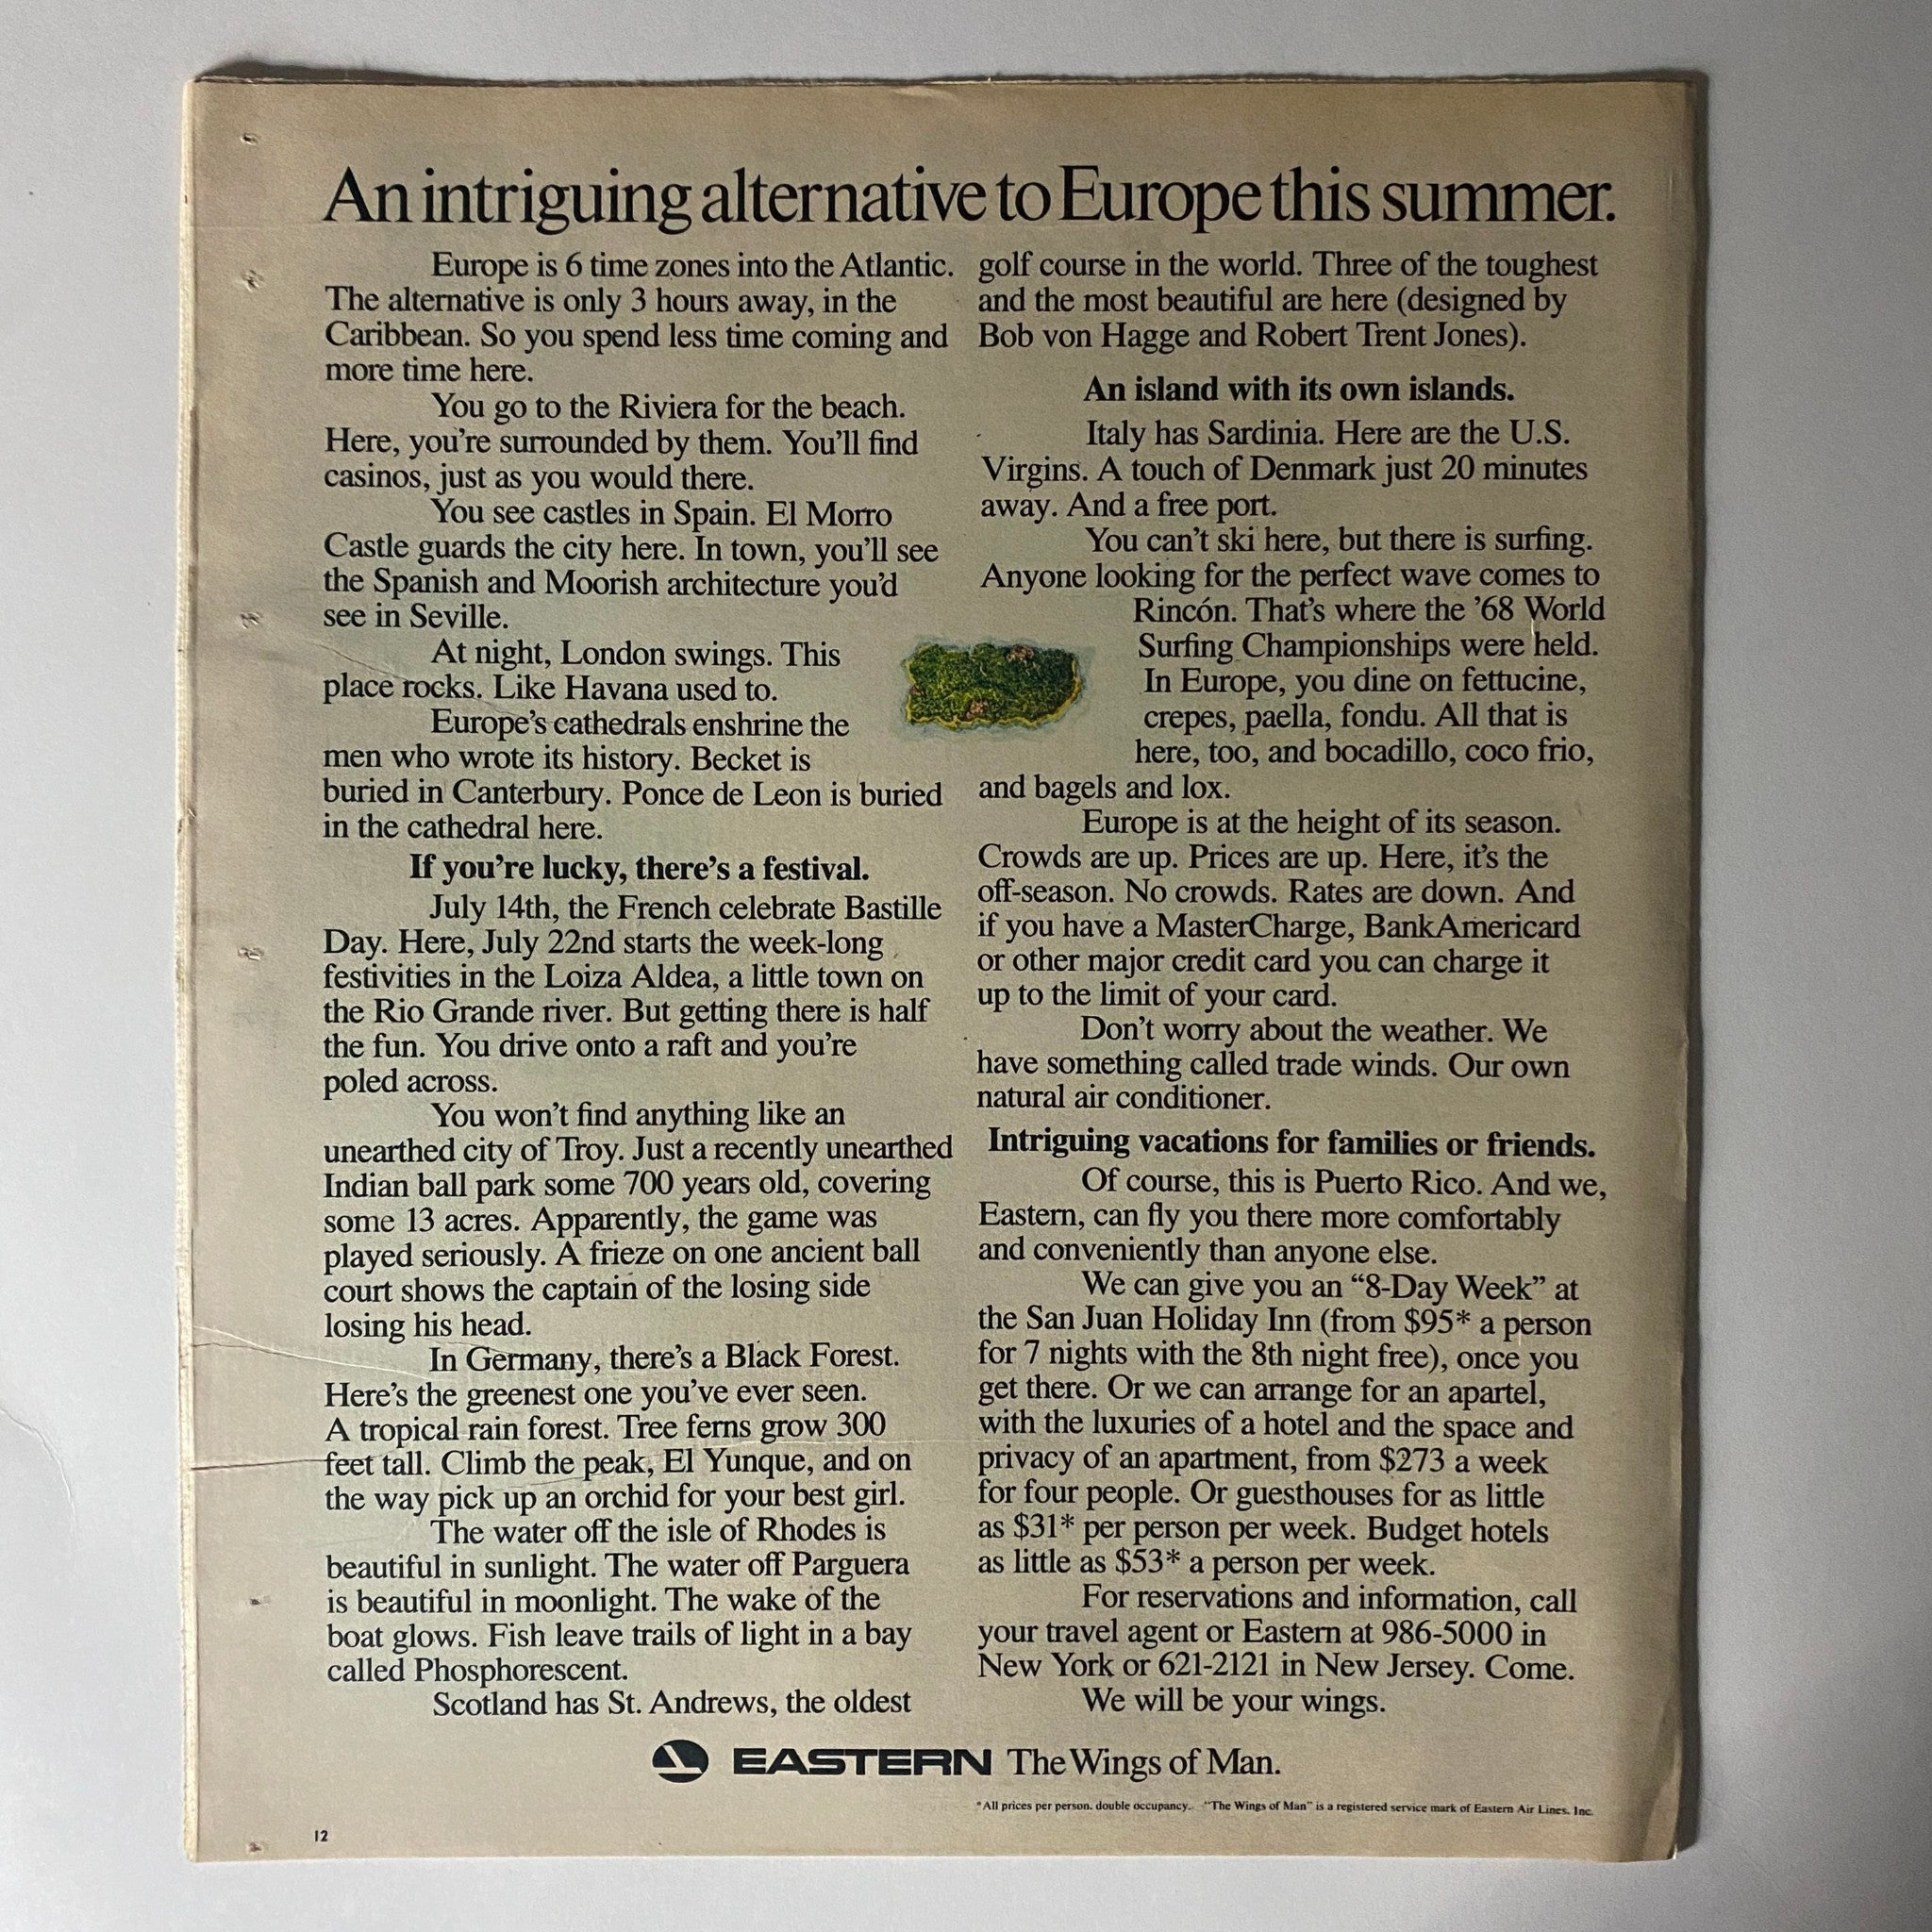 An intriguing alternative to Europe this summer.
Europe is 6 time zones into the Atlantic.
The alternative is only 3 hours away, in the
Caribbean. So you spend less time coming and
more time here.
You go to the Riviera for the beach.
Here, you're surrounded by them. You'll find
casinos, just as you would there.
You see castles in Spain. El Morro
Castle guards the city here. In town, you'll see
the Spanish and Moorish architecture you'd
see in Seville.
At night, London swings. This
place rocks. Like Havana used to.
Europe's cathedrals enshrine the
men who wrote its history. Becket is
buried in Canterbury. Ponce de Leon is buried
in the cathedral here.
If you're lucky, there's a festival.
July 14th, the French celebrate Bastille
Day. Here, July 22nd starts the week-long
festivities in the Loiza Aldea, a little town on
the Rio Grande river. But getting there is half
the fun. You drive onto a raft and you're
poled across.
You won't find anything like an
unearthed city of Troy. Just a recently unearthed
Indian ball park some 700 years old, covering
some 13 acres. Apparently, the game was
played seriously. A frieze on one ancient ball
court shows the captain of the losing side
losing his head.
In Germany, there's a Black Forest.
Here's the greenest one you've ever seen.
A tropical rain forest. Tree ferns grow 300
feet tall. Climb the peak, El Yunque, and on
the way pick up an orchid for your best girl.
The water off the isle of Rhodes is
beautiful in sunlight. The water off Parguera
is beautiful in moonlight. The wake of the
boat glows. Fish leave trails of light in a bay
called Phosphorescent.
Scotland has St. Andrews, the oldest
golf course in the world. Three of the toughest
and the most beautiful are here (designed by
Bob von Hagge and Robert Trent Jones).
An island with its own islands.
Italy has Sardinia. Here are the U.S.
Virgins. A touch of Denmark just 20 minutes
away. And a free port.
You can't ski here, but there is surfing.
Anyone looking for the perfect wave comes to
Rincón. That's where the '68 World
Surfing Championships were held.
In Europe, you dine on fettucine,
crepes, paella, fondu. All that is
here, too, and bocadillo, coco frio,
and bagels and lox.
Europe is at the height of its season.
Crowds are up. Prices are up. Here, it's the
off-season. No crowds. Rates are down. And
if you have a MasterCharge, BankAmericard
or other major credit card you can charge it
up to the limit of your card.
Don't worry about the weather. We
have something called trade winds. Our own
natural air conditioner.
Intriguing vacations for families or friends.
Of course, this is Puerto Rico. And we,
Eastern, can fly you there more comfortably
and conveniently than anyone else.
We can give you an "8-Day Week" at
the San Juan Holiday Inn (from $95* a person
for 7 nights with the 8th night free), once you
get there. Or we can arrange for an apartel,
with the luxuries of a hotel and the space and
privacy of an apartment, from $273 a week
for four people. Or guesthouses for as little
as $31* per person per week. Budget hotels
as little as $53* a person per week.
For reservations and information, call
your travel agent or Eastern at 986-5000 in
New York or 621-2121 in New Jersey. Come.
We will be your wings.
EASTERN The Wings of Man.
*All prices per person, double occupancy. "The Wings of Man" is a registered service mark of Eastern Air Lines, Inc.
12